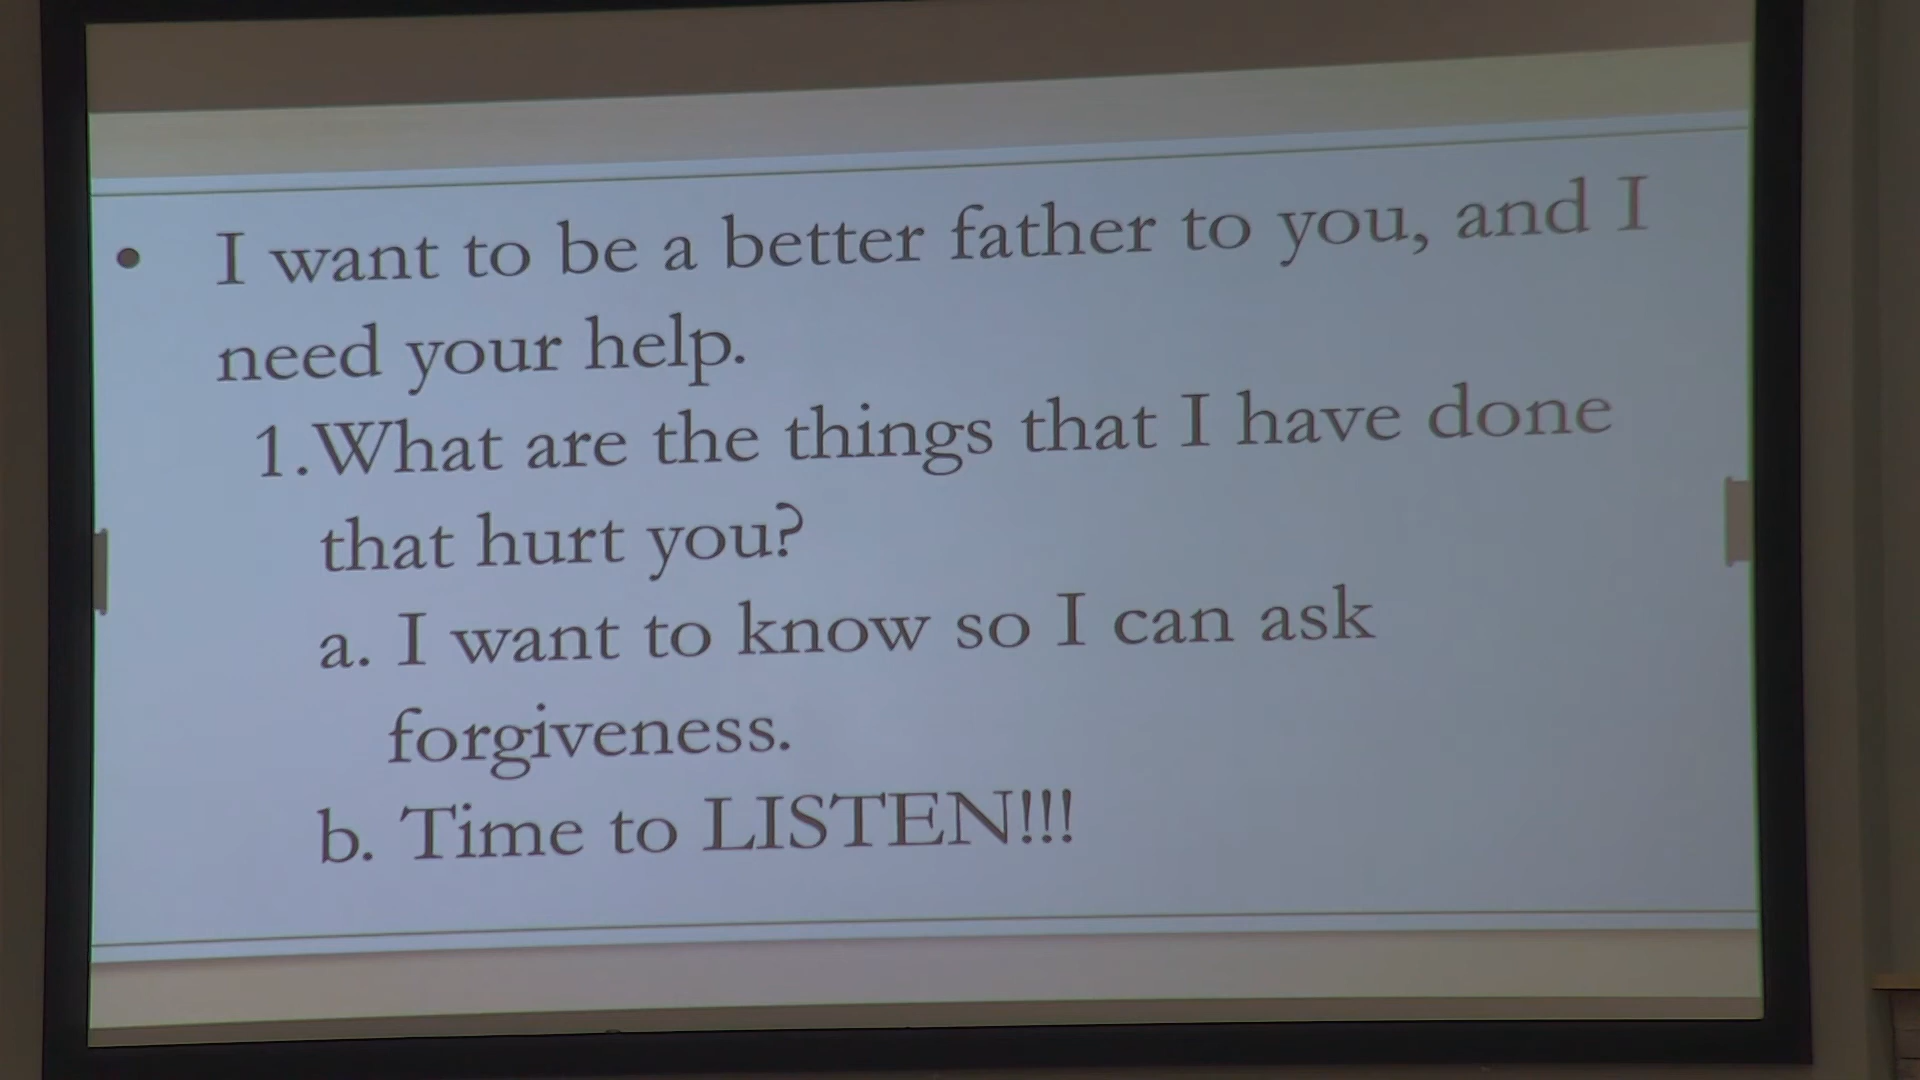 • I want to be a better father to you, and I
need your help.
1. What are the things that I have done
that hurt you?
a. I want to know so I can ask
forgiveness.
b. Time to LISTEN!!!